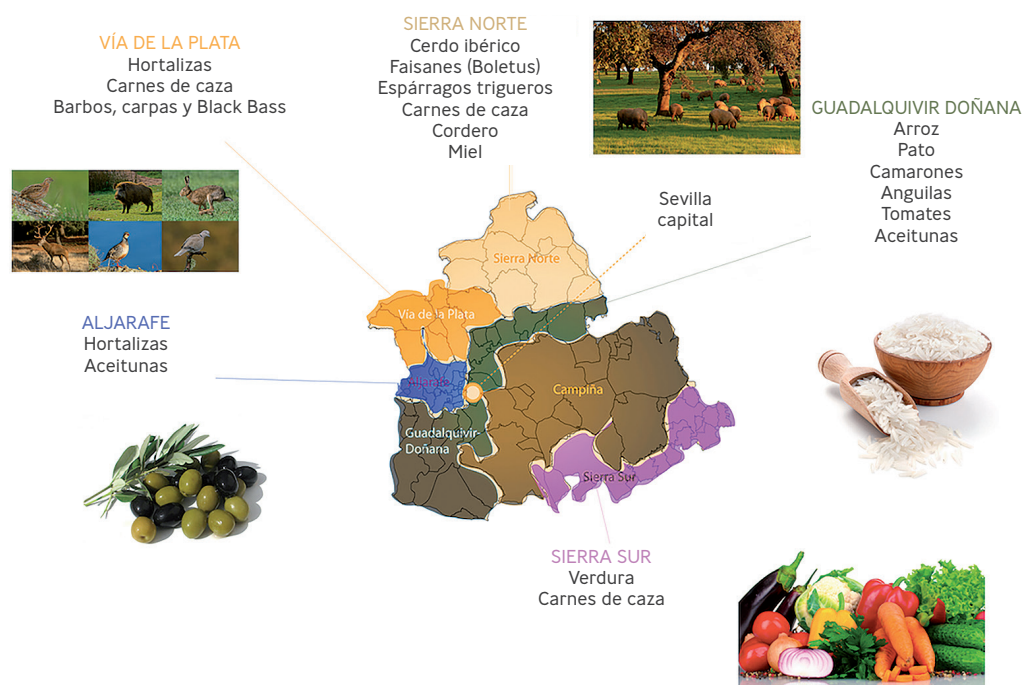 VÍA DE LA PLATA
Hortalizas
Carnes de caza
Barbos, carpas y Black Bass
SIERRA NORTE
Cerdo ibérico
Faisanes (Boletus)
Espárragos trigueros
Carnes de caza
Cordero
Miel
GUADALQUIVIR DOÑANA
Arroz
Pato
Camarones
Anguilas
Tomates
Aceitunas
Sevilla
capital
ALJARAFE
Hortalizas
Aceitunas
Sierra Norte
Vía de la Plata
Aljarafe
Campiña
Guadalquivir-
Doñana
Sierra Sur
SIERRA SUR
Verdura
Carnes de caza